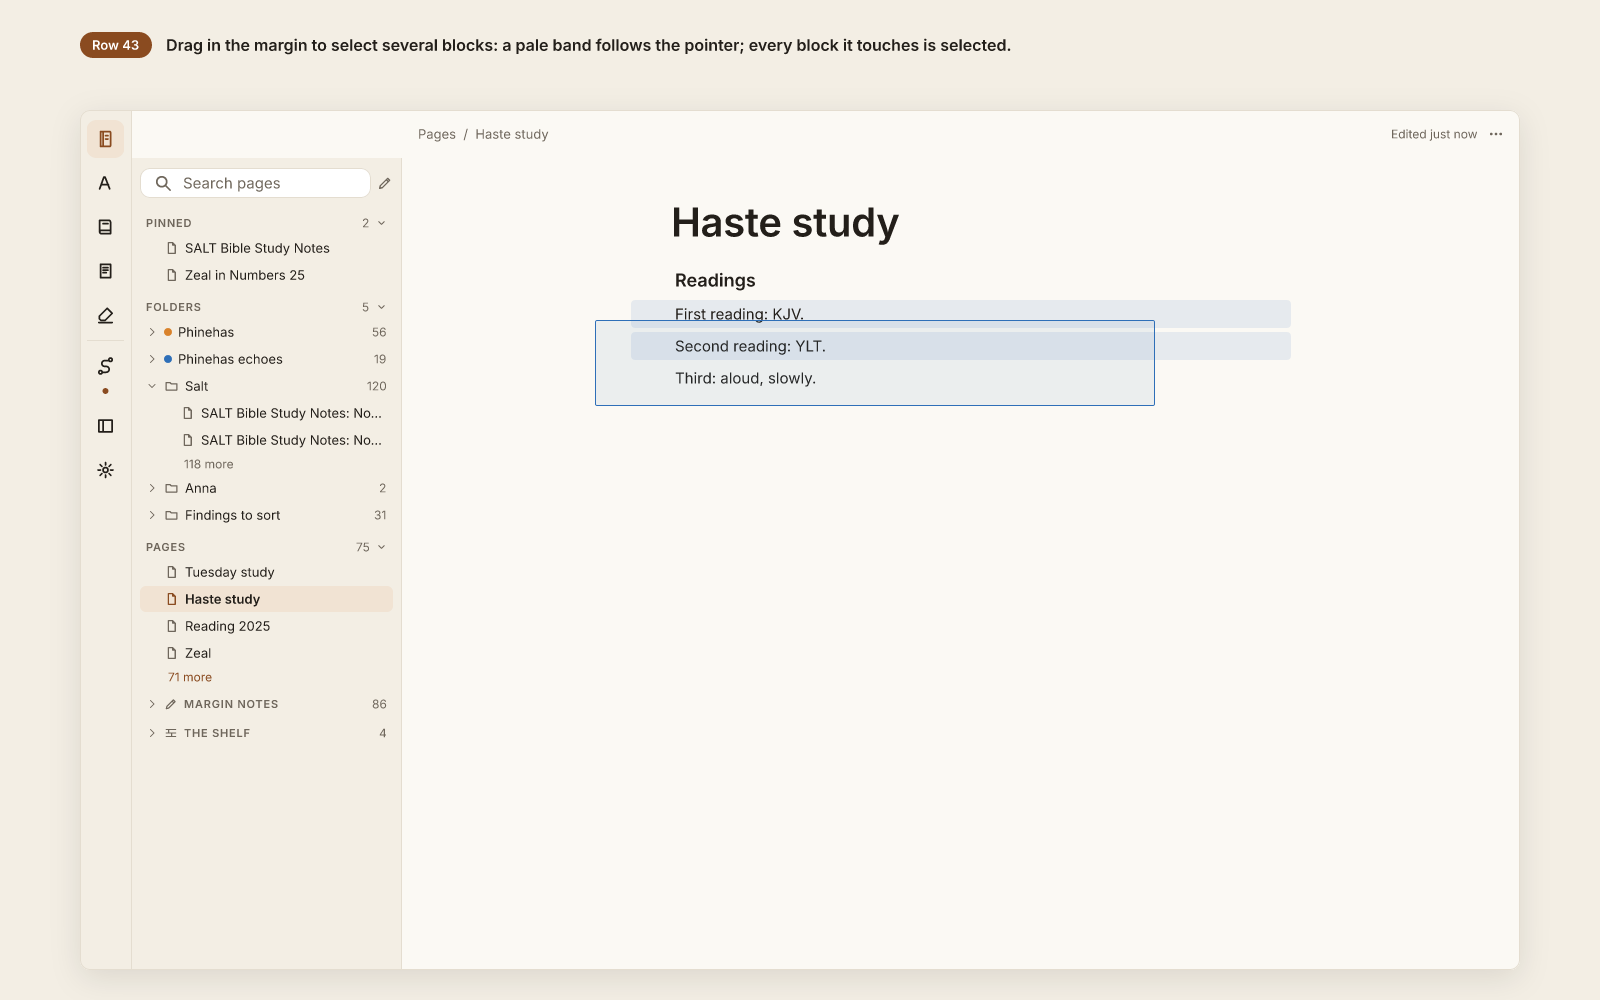 Row 43
Drag in the margin to select several blocks: a pale band follows the pointer; every block it touches is selected.
Pages / Haste study
Edited just now
Search pages
PINNED 2
SALT Bible Study Notes
Zeal in Numbers 25
FOLDERS 5
Phinehas 56
Phinehas echoes 19
Salt 120
SALT Bible Study Notes: No...
SALT Bible Study Notes: No...
118 more
Anna 2
Findings to sort 31
PAGES 75
Tuesday study
Haste study
Reading 2025
Zeal
71 more
MARGIN NOTES 86
THE SHELF 4
Haste study
Readings
First reading: KJV.
Second reading: YLT.
Third: aloud, slowly.